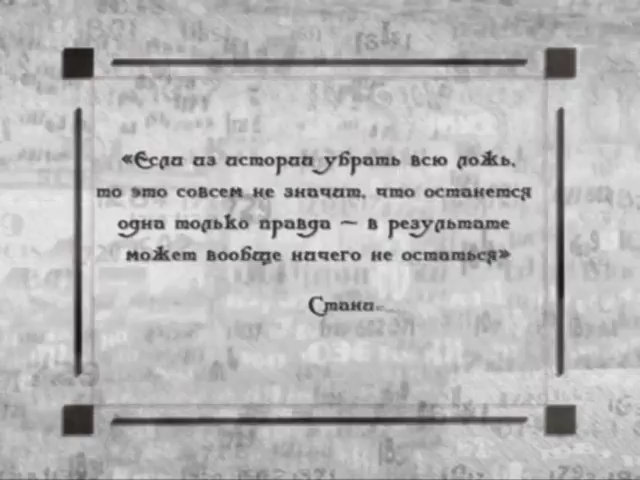 «Если из истории убрать всю ложь,
то это совсем не значит, что останется
одна только правда — в результате
может вообще ничего не остаться»
Стани